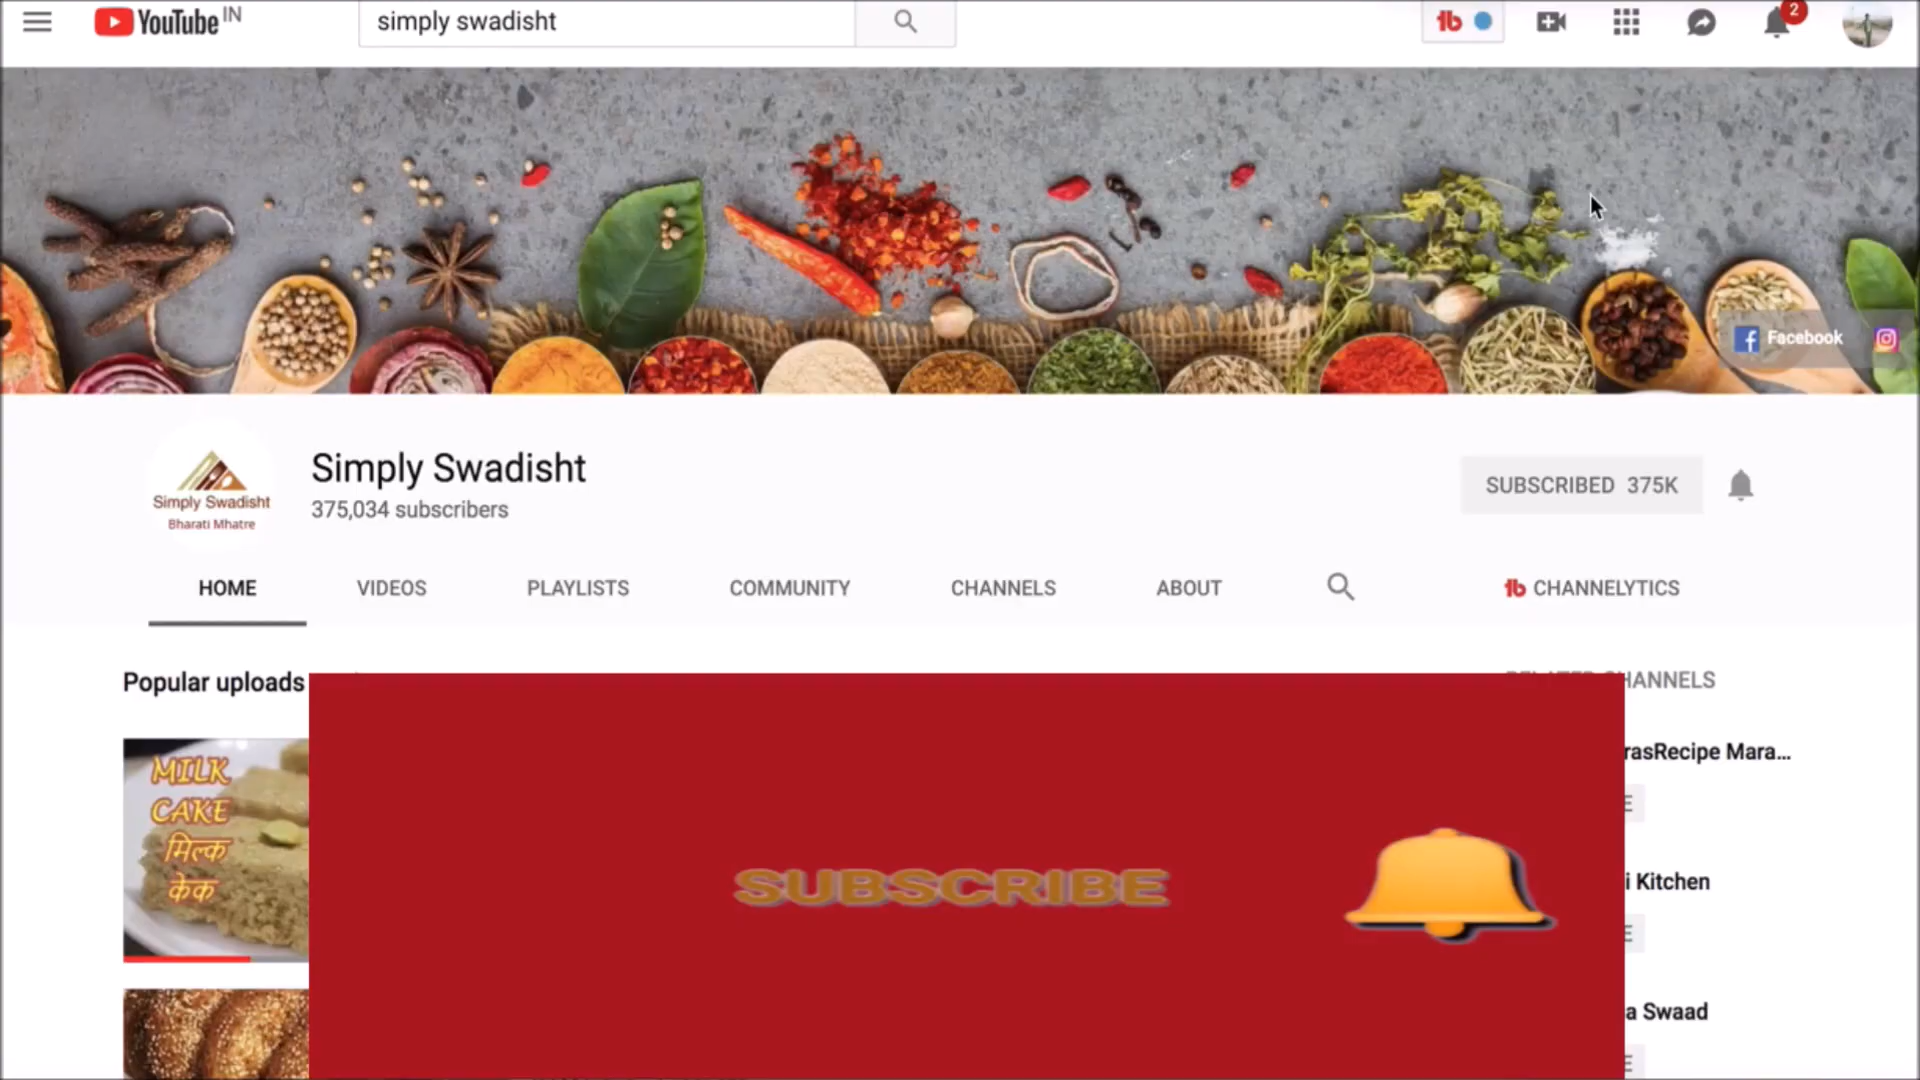 YouTube IN
simply swadisht
2
Facebook
Simply Swadisht
Bharati Mhatre
Simply Swadisht
375,034 subscribers
SUBSCRIBED 375K
HOME
VIDEOS
PLAYLISTS
COMMUNITY
CHANNELS
ABOUT
CHANNELYTICS
Popular uploads
HANNELS
MILK
CAKE
मिल्क
केक
rasRecipe Mara...
i Kitchen
a Swaad
SUBSCRIBE